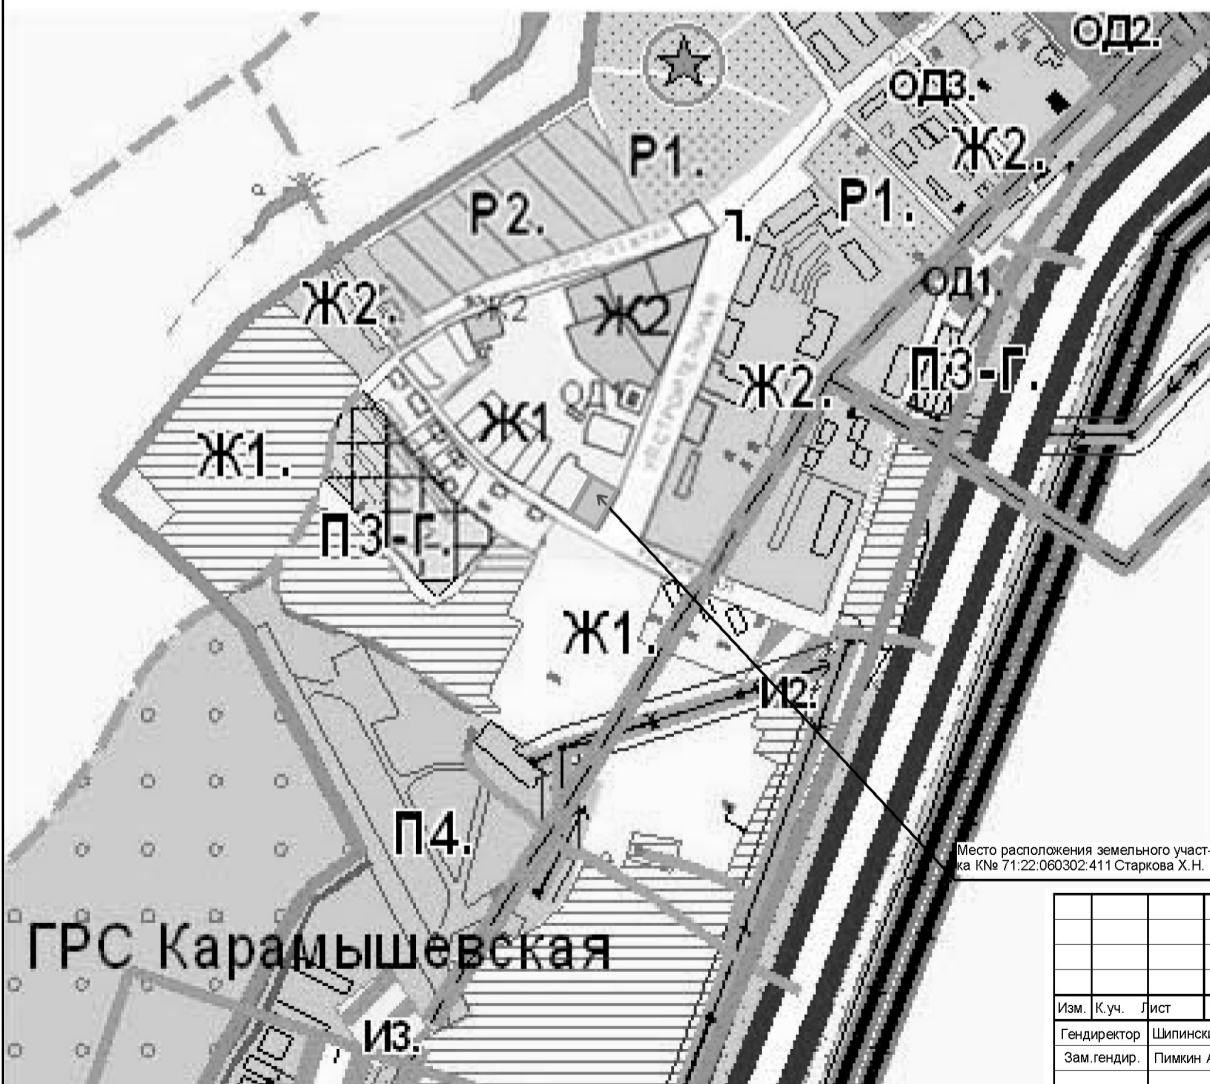 ОД2.
ОД3.
Ж2.
Р1.
Р1.
Р2.
Л.
ОД1.
Ж2.
Ж2
Ж2
П3-Г.
Ж2.
ОД1
Ж1
Ж1.
П3-Г.
Ж1.
И2.
П4.
Место расположения земельного участ-
ка К№ 71:22:060302:411 Старкова Х.Н.
ГРС Карамышевская
И3.
Изм. К.уч. Лист
Гендиректор
Зам.гендир. Пимкин